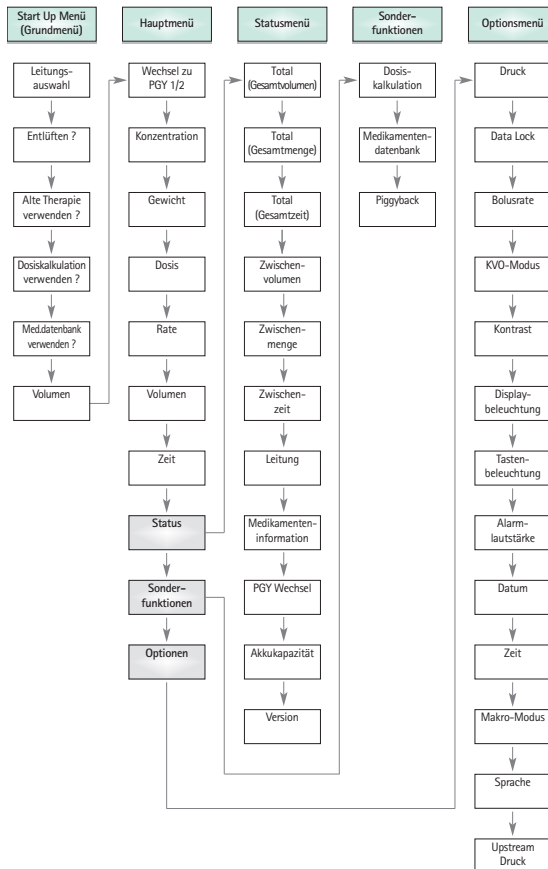 Start Up Menü
(Grundmenü)
Leitungs-
auswahl
Entlüften ?
Alte Therapie
verwenden ?
Dosiskalkulation
verwenden ?
Med.datenbank
verwenden ?
Volumen
Hauptmenü
Wechsel zu
PGY 1/2
Konzentration
Gewicht
Dosis
Rate
Volumen
Zeit
Status
Sonder-
funktionen
Optionen
Statusmenü
Total
(Gesamtvolumen)
Total
(Gesamtmenge)
Total
(Gesamtzeit)
Zwischen-
volumen
Zwischen-
menge
Zwischen-
zeit
Leitung
Medikamenten-
information
PGY Wechsel
Akkukapazität
Version
Sonder-
funktionen
Dosis-
kalkulation
Medikamenten-
datenbank
Piggyback
Optionsmenü
Druck
Data Lock
Bolusrate
KVO-Modus
Kontrast
Display-
beleuchtung
Tasten-
beleuchtung
Alarm-
lautstärke
Datum
Zeit
Makro-Modus
Sprache
Upstream
Druck